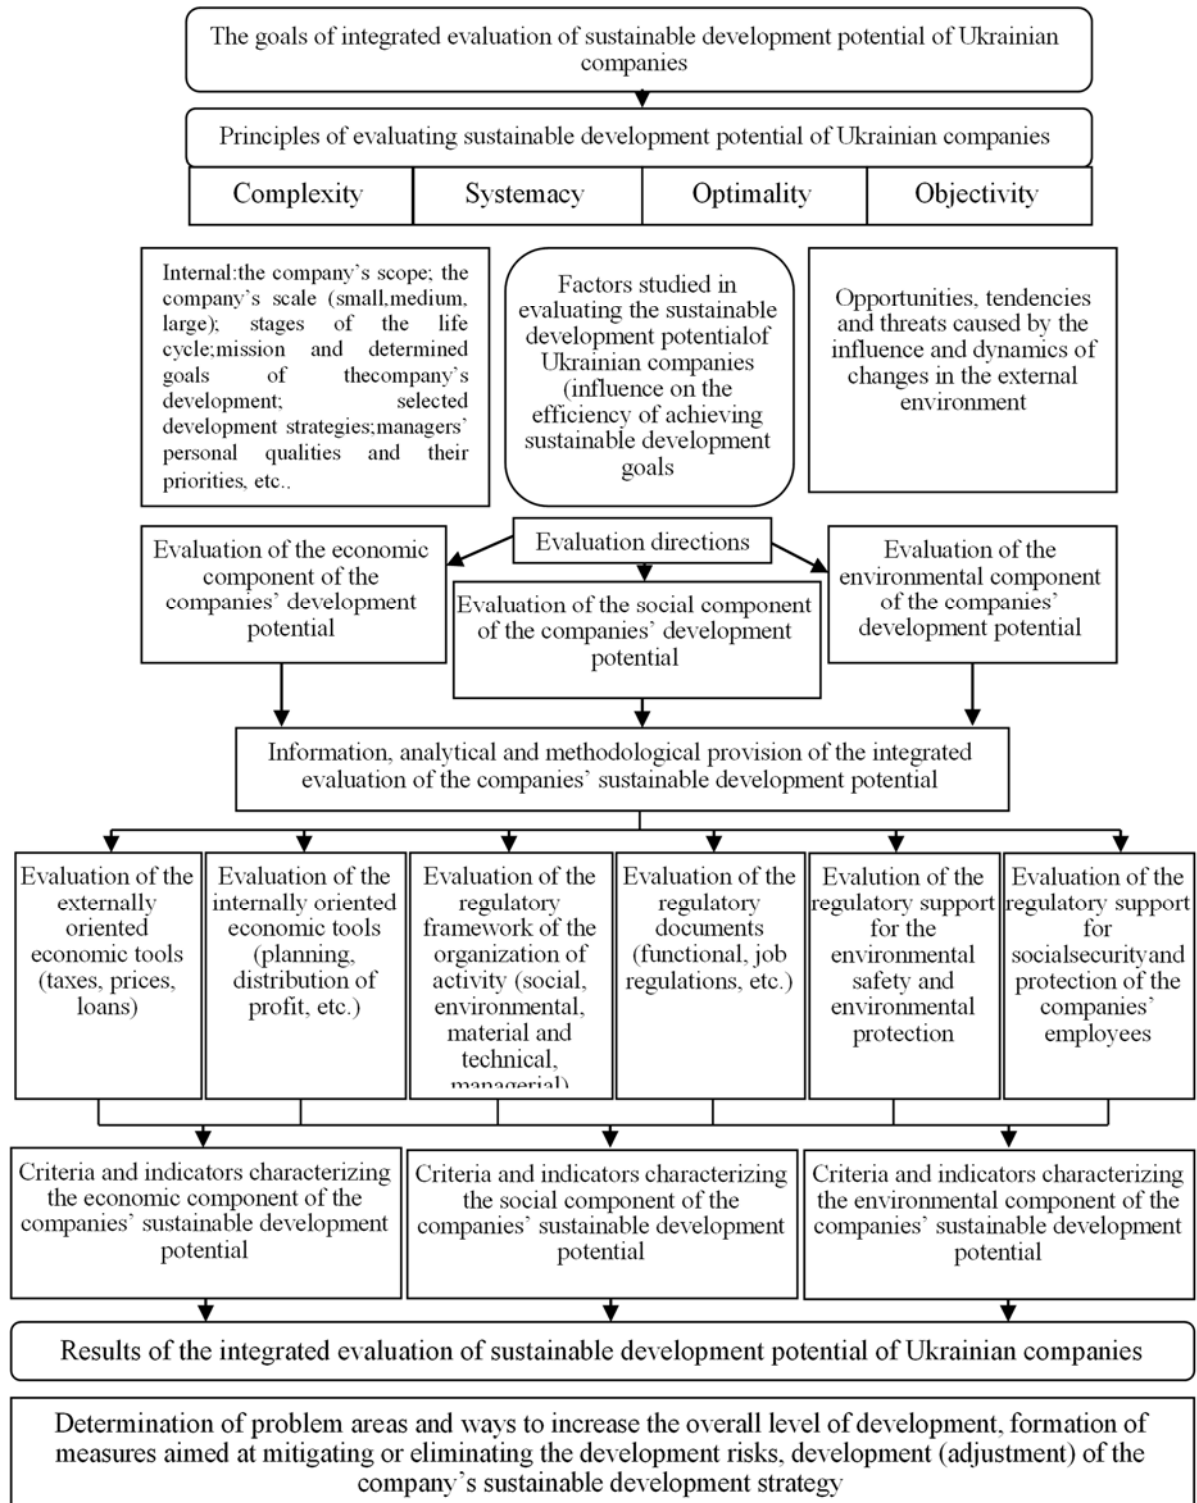 The goals of integrated evaluation of sustainable development potential of Ukrainian
companies
Principles of evaluating sustainable development potential of Ukrainian companies
Complexity
Systemacy
Optimality
Objectivity
Internal:the company’s scope; the
company’s scale (small,medium,
large); stages of the life
cycle;mission and determined
goals of thecompany’s
development; selected
development strategies;managers’
personal qualities and their
priorities, etc..
Factors studied in
evaluating the sustainable
development potentialof
Ukrainian companies
(influence on the
efficiency of achieving
sustainable development
goals
Opportunities, tendencies
and threats caused by the
influence and dynamics of
changes in the external
environment
Evaluation directions
Evaluation of the economic
component of the
companies’ development
potential
Evaluation of the social component
of the companies’ development
potential
Evaluation of the
environmental component
of the companies’
development potential
Information, analytical and methodological provision of the integrated
evaluation of the companies’ sustainable development potential
Evaluation of the
externally
oriented
economic tools
(taxes, prices,
loans)
Evaluation of the
internally oriented
economic tools
(planning,
distribution of
profit, etc.)
Evaluation of the
regulatory
framework of the
organization of
activity (social,
environmental,
material and
technical,
managerial)
Evaluation of the
regulatory
documents
(functional, job
regulations, etc.)
Evalution of the
regulatory support
for the
environmental
safety and
environmental
protection
Evaluation of the
regulatory support
for
socialsecurityand
protection of the
companies’
employees
Criteria and indicators characterizing
the economic component of the
companies’ sustainable development
potential
Criteria and indicators characterizing
the social component of the
companies’ sustainable development
potential
Criteria and indicators characterizing
the environmental component of the
companies’ sustainable development
potential
Results of the integrated evaluation of sustainable development potential of Ukrainian companies
Determination of problem areas and ways to increase the overall level of development, formation of
measures aimed at mitigating or eliminating the development risks, development (adjustment) of the
company’s sustainable development strategy